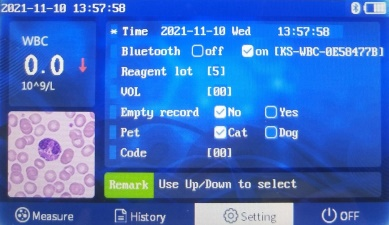 2021-11-10 13:57:58
WBC
0.0
10^9/L
* Time 2021-11-10 Wed 13:57:58
Bluetooth off on [KS-WBC-0E58477B]
Reagent lot [5]
VOL [00]
Empty record No Yes
Pet Cat Dog
Code [00]
Remark Use Up/Down to select
Measure History Setting OFF